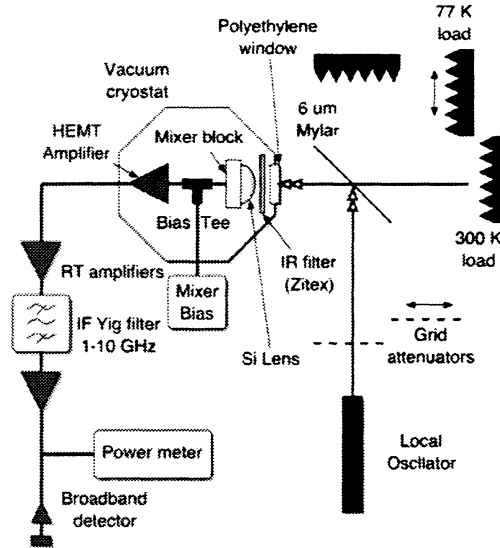 77 K
load
Polyethylene
window
Vacuum
cryostat
6 um
Mylar
HEMT
Amplifier
Mixer block
Bias Tee
300 K
load
RT amplifiers
IR filter
(Zitex)
Mixer
Bias
IF Yig filter
1-10 GHz
Si Lens
Grid
attenuators
Power meter
Local
Oscllator
Broadband
detector